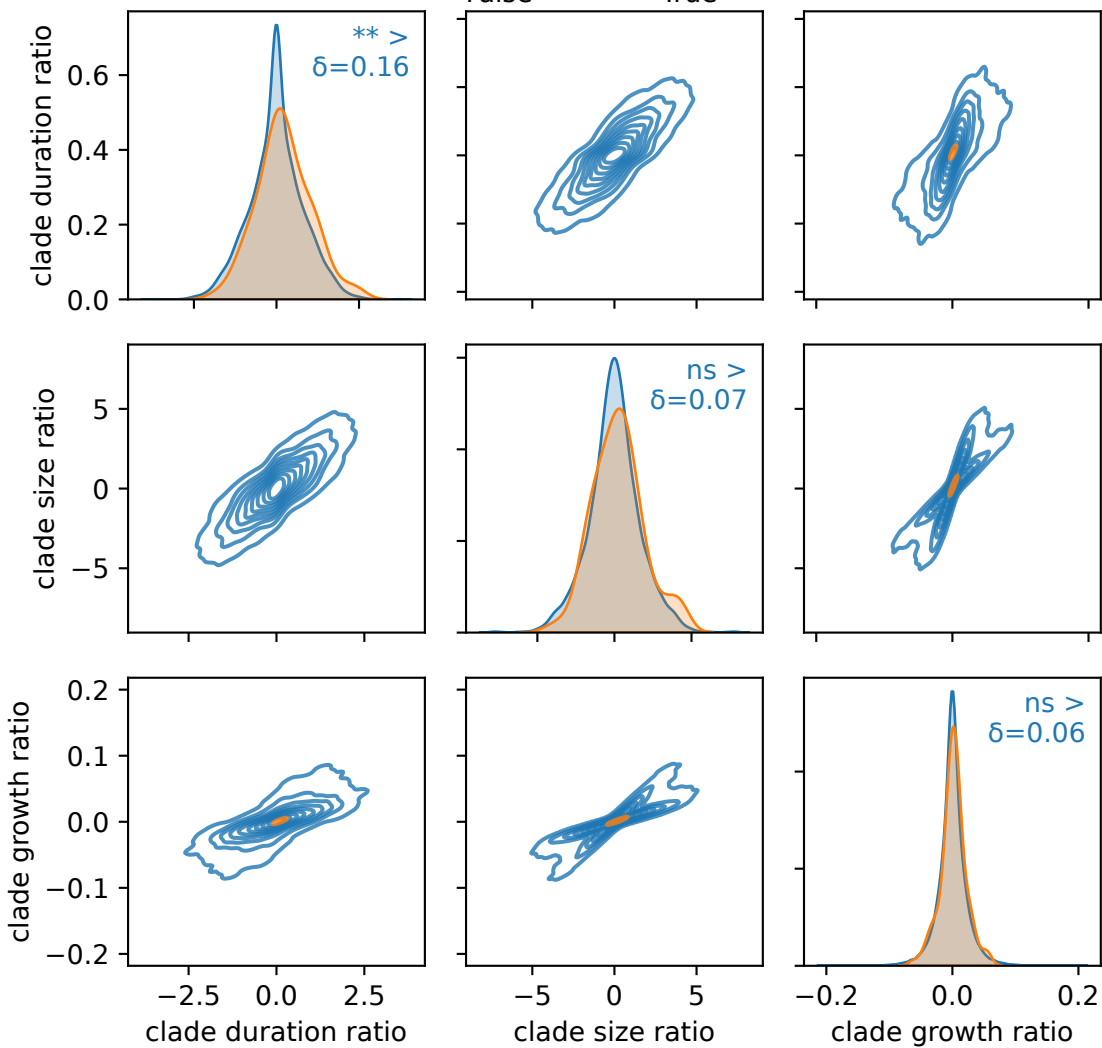 ** >
δ=0.16
clade duration ratio
0.6
0.4
0.2
0.0
ns >
δ=0.07
clade size ratio
5
0
−5
ns >
δ=0.06
clade growth ratio
0.2
0.1
0.0
−0.1
−0.2
−2.5 0.0 2.5 −5 0 5 −0.2 0.0 0.2
clade duration ratio clade size ratio clade growth ratio